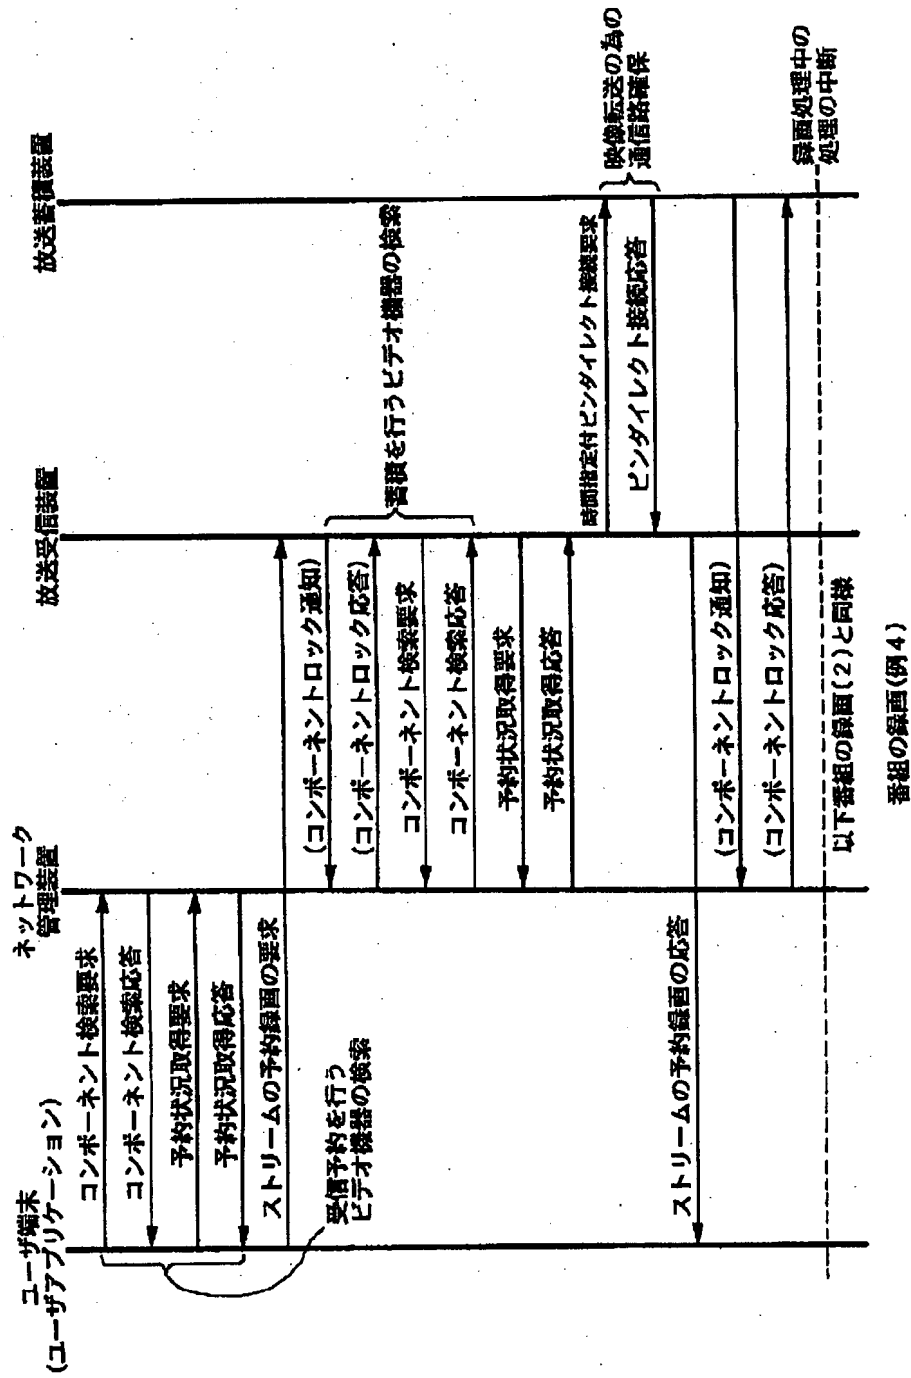 ユーザ端末
(ユーザアプリケーション)
ネットワーク
管理装置
放送受信装置
放送蓄積装置
コンポーネント検索要求
コンポーネント検索応答
予約状況取得要求
予約状況取得応答
ストリームの予約録画の要求
受信予約を行う
ビデオ機器の検索
(コンポーネントロック通知)
(コンポーネントロック応答)
コンポーネント検索要求
コンポーネント検索応答
蓄積を行うビデオ機器の検索
予約状況取得要求
予約状況取得応答
時間指定付ピンダイレクト接続要求
ピンダイレクト接続応答
映像転送の為の
通信路確保
ストリームの予約録画の応答
(コンポーネントロック通知)
(コンポーネントロック応答)
録画処理中の
処理の中断
以下番組の録画(2)と同様
番組の録画(例4)